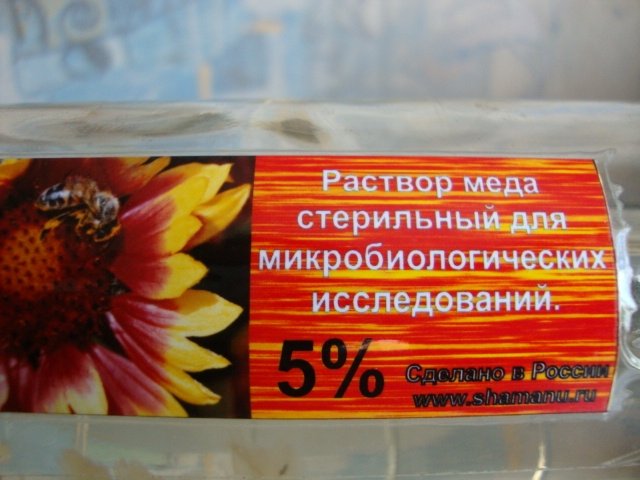 Раствор меда
стерильный для
микробиологических
исследований.
5%
Сделано в России
www.shamanu.ru